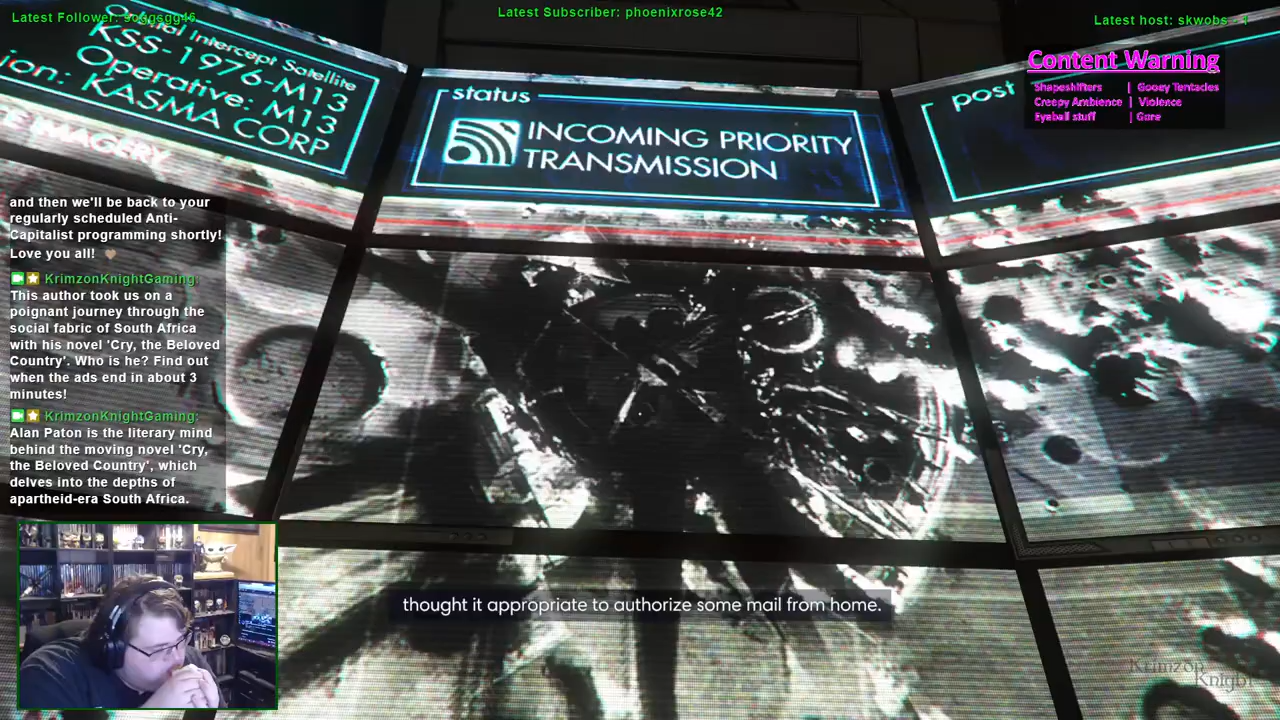 Latest Follower: soggsgg46
Latest Subscriber: phoenixrose42
Latest host: skwobs - 1
Intercept Satellite
KSS-1976-M13
Operative: M13
ion: KASMA CORP
E IMAGERY
status
INCOMING PRIORITY
TRANSMISSION
post
Content Warning
Shapeshifters | Gooey Tentacles
Creepy Ambience | Violence
Eyeball stuff | Gore
and then we'll be back to your
regularly scheduled Anti-
Capitalist programming shortly!
Love you all!
KrimzonKnightGaming:
This author took us on a
poignant journey through the
social fabric of South Africa
with his novel 'Cry, the Beloved
Country'. Who is he? Find out
when the ads end in about 3
minutes!
KrimzonKnightGaming:
Alan Paton is the literary mind
behind the moving novel 'Cry,
the Beloved Country', which
delves into the depths of
apartheid-era South Africa.
thought it appropriate to authorize some mail from home.
Krimzon
Knight